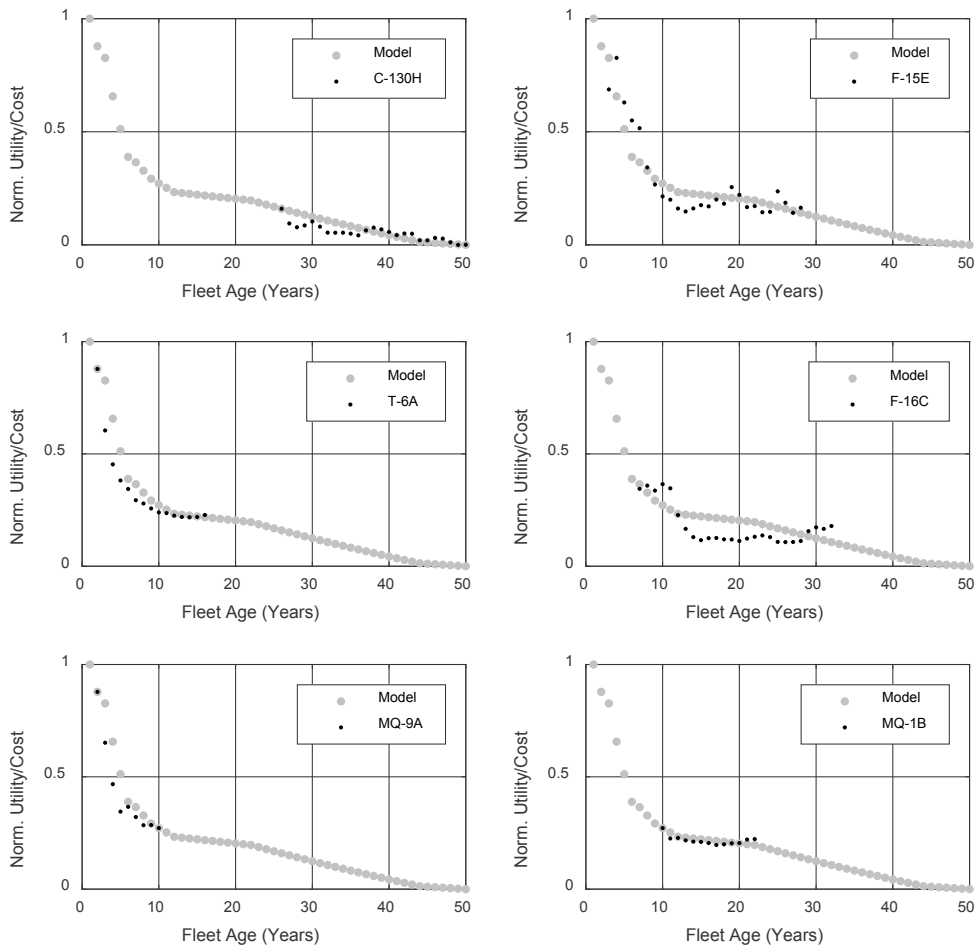 1
0.5
0
Norm. Utility/Cost
Model
C-130H
0 10 20 30 40 50
Fleet Age (Years)
1
0.5
0
Norm. Utility/Cost
Model
F-15E
0 10 20 30 40 50
Fleet Age (Years)
1
0.5
0
Norm. Utility/Cost
Model
T-6A
0 10 20 30 40 50
Fleet Age (Years)
1
0.5
0
Norm. Utility/Cost
Model
F-16C
0 10 20 30 40 50
Fleet Age (Years)
1
0.5
0
Norm. Utility/Cost
Model
MQ-9A
0 10 20 30 40 50
Fleet Age (Years)
1
0.5
0
Norm. Utility/Cost
Model
MQ-1B
0 10 20 30 40 50
Fleet Age (Years)